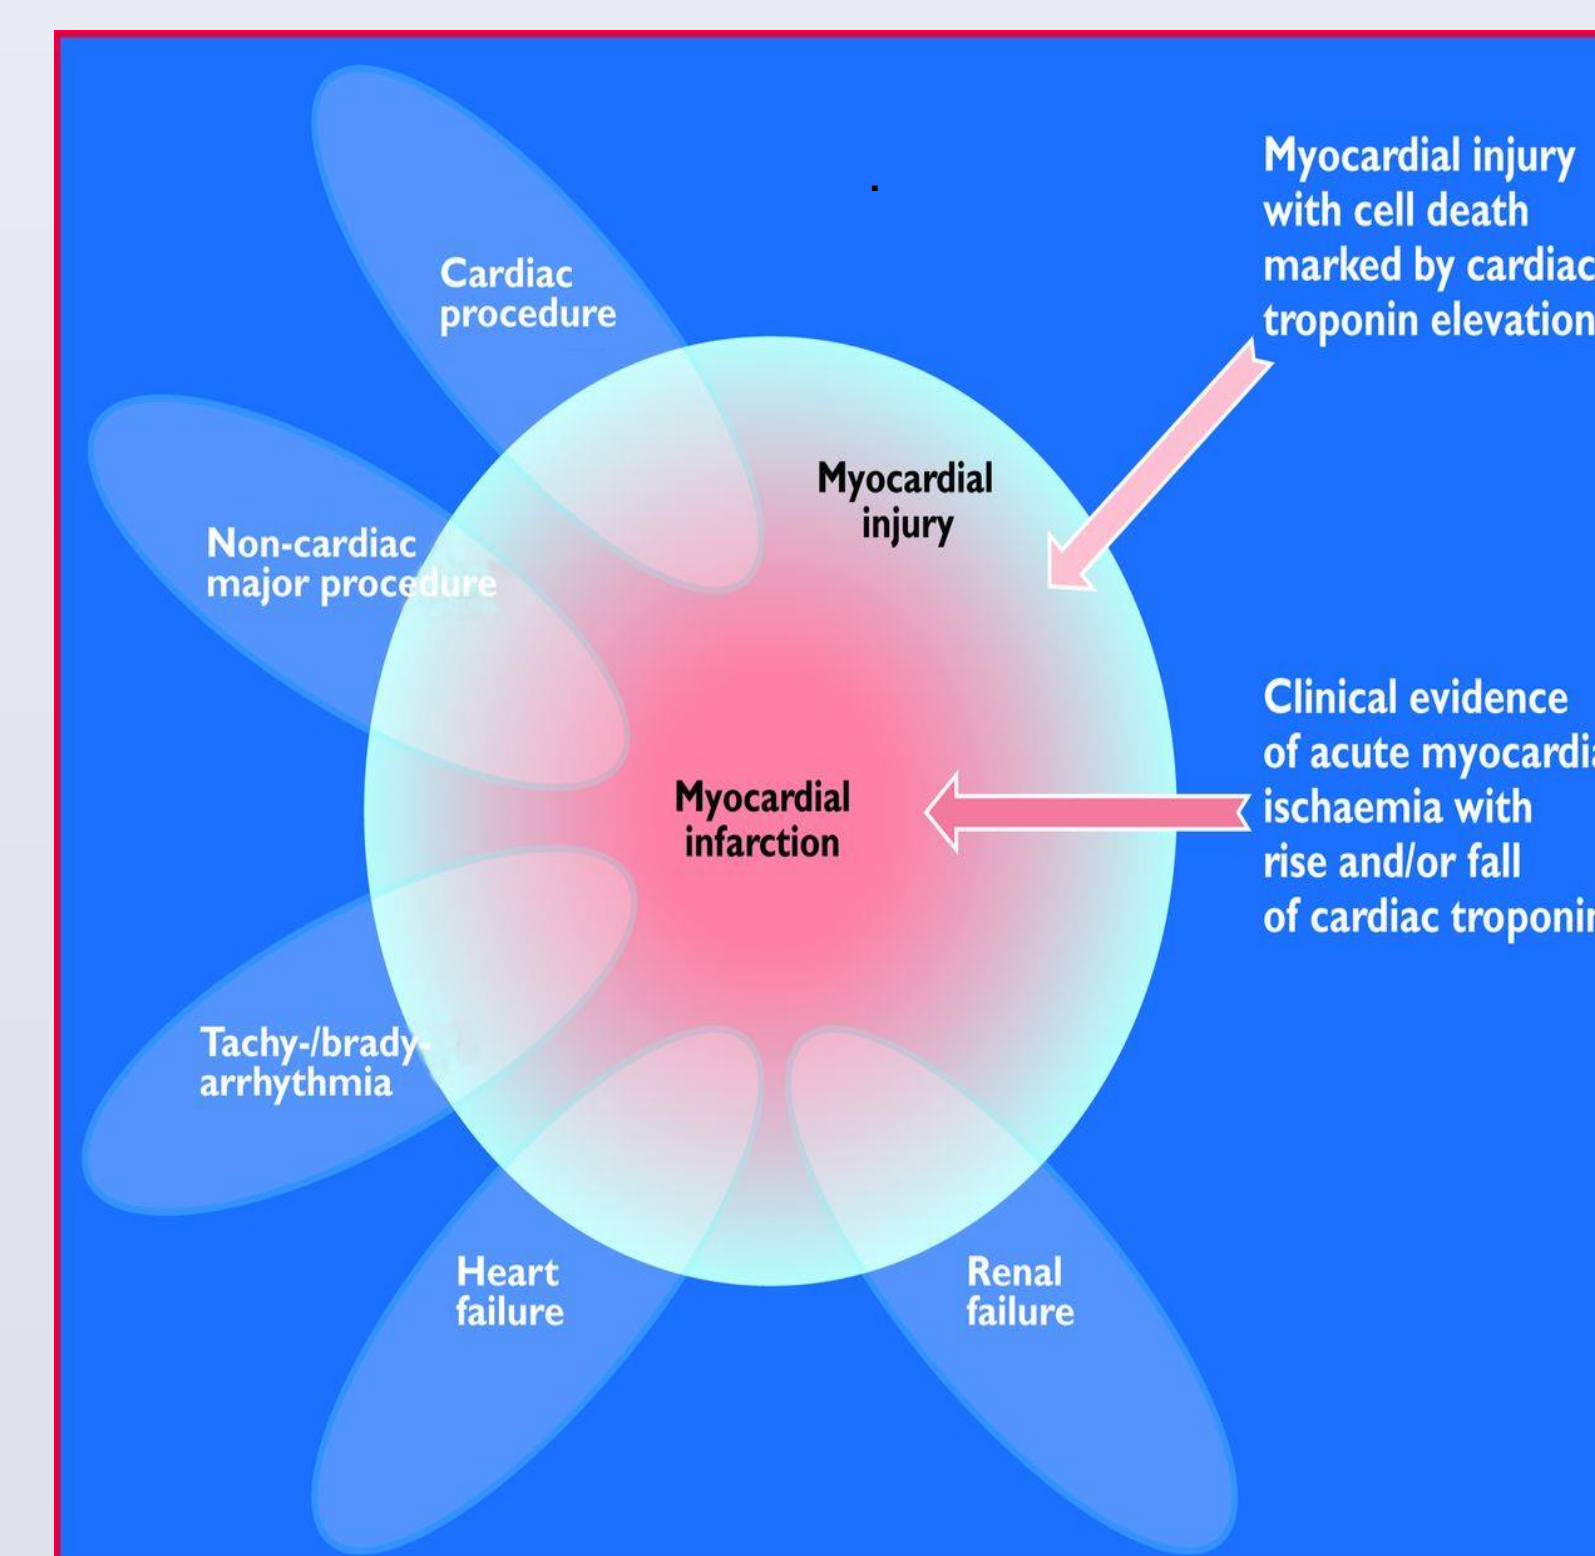 Cardiac
procedure
Non-cardiac
major procedure
Tachy-/brady-
arrhythmia
Heart
failure
Renal
failure
Myocardial
injury
Myocardial
infarction
Myocardial injury
with cell death
marked by cardiac
troponin elevation
Clinical evidence
of acute
ischaemia with
rise and/or fall
of cardiac